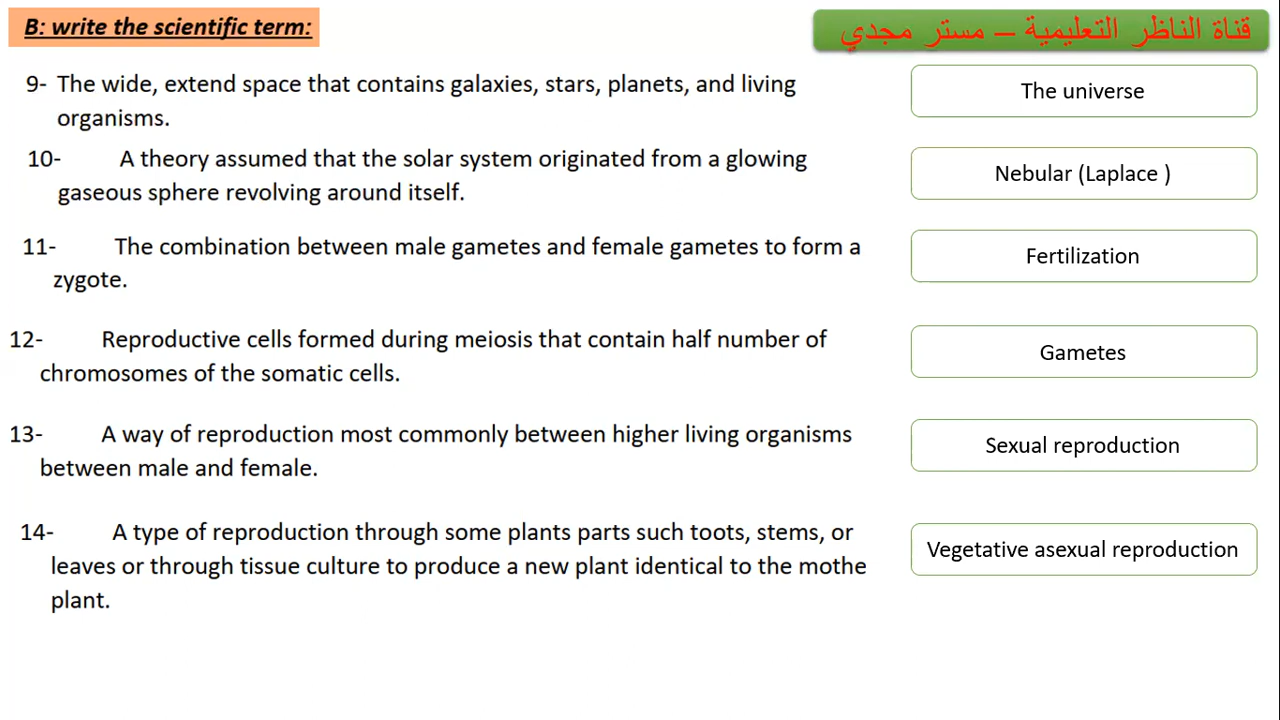 B: write the scientific term:
قناة الناظر التعليمية – مستر مجدي
9- The wide, extend space that contains galaxies, stars, planets, and living
organisms.
The universe
10- A theory assumed that the solar system originated from a glowing
gaseous sphere revolving around itself.
Nebular (Laplace )
11- The combination between male gametes and female gametes to form a
zygote.
Fertilization
12- Reproductive cells formed during meiosis that contain half number of
chromosomes of the somatic cells.
Gametes
13- A way of reproduction most commonly between higher living organisms
between male and female.
Sexual reproduction
14- A type of reproduction through some plants parts such toots, stems, or
leaves or through tissue culture to produce a new plant identical to the mothe
plant.
Vegetative asexual reproduction